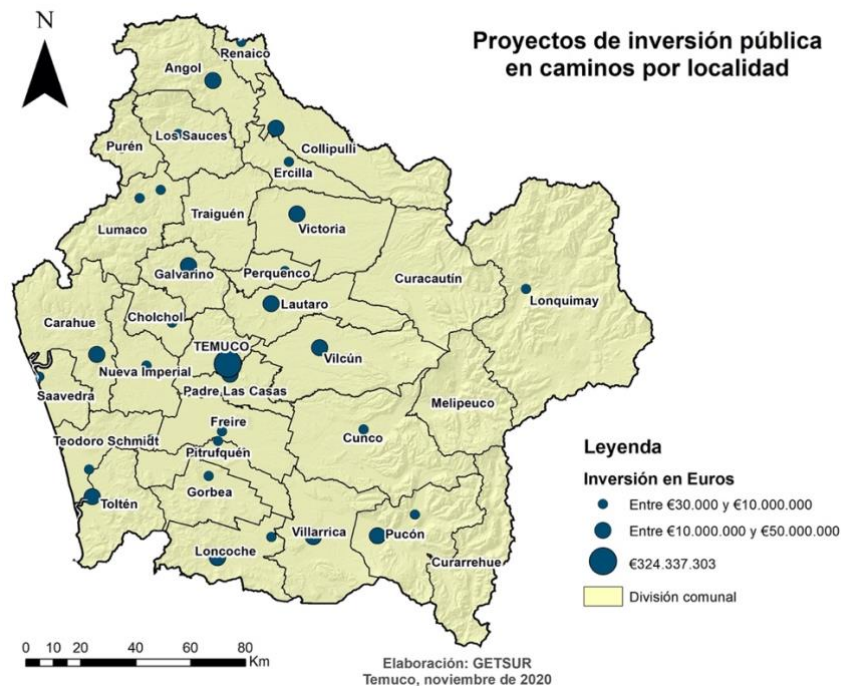 Proyectos de inversión pública
en caminos por localidad
N
Renaico
Angol
Los Sauces
Purén
Collipulli
Ercilla
Traiguén
Lumaco
Victoria
Galvarino
Perquenco
Curacautín
Lonquimay
Cholchol
Lautaro
Carahue
TEMUCO
Vilcún
Nueva Imperial
Padre Las Casas
Saavedra
Melipeuco
Freire
Teodoro Schmidt
Cunco
Pitrufquén
Gorbea
Toltén
Villarrica
Pucón
Loncoche
Curarrehue
Leyenda
Inversión en Euros
Entre €30.000 y €10.000.000
Entre €10.000.000 y €50.000.000
€324.337.303
División comunal
0 5 10 20 40 60 80
Km
Elaboración: GETSUR
Temuco, noviembre de 2020